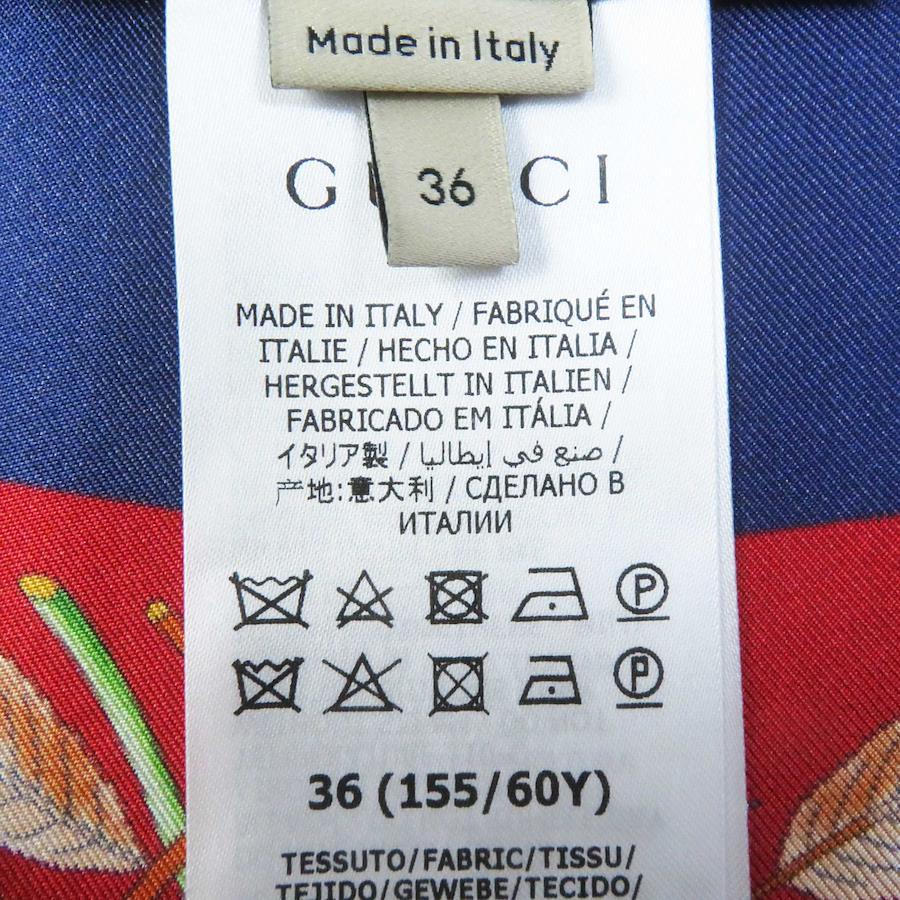 Made in Italy
36
MADE IN ITALY / FABRIQUÉ EN
ITALIE / HECHO EN ITALIA /
HERGESTELLT IN ITALIEN /
FABRICADO EM ITÁLIA /
イタリア製 / صنع في إيطاليا /
产地:意大利 / СДЕЛАНО В
ИТАЛИИ
P
P
36 (155/60Y)
TESSUTO/FABRIC/TISSU/
TEJIDO/GEWEBE/TECIDO/